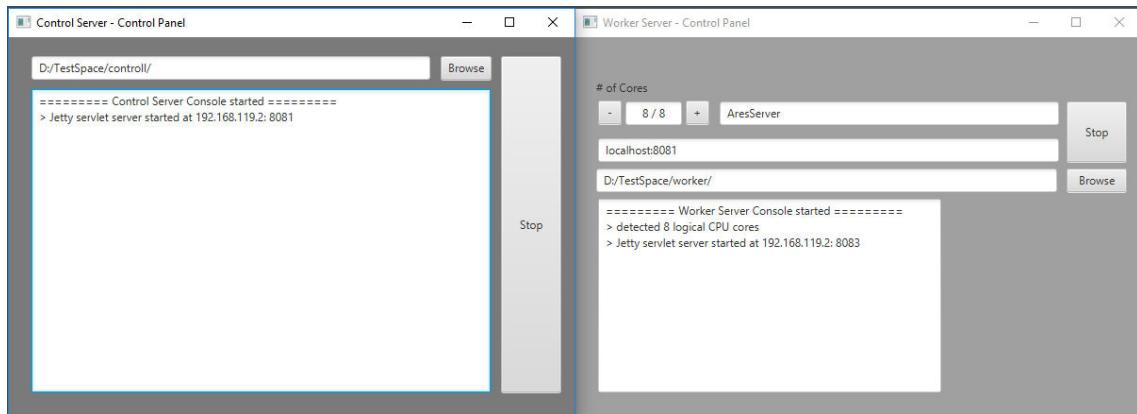 Control Server - Control Panel
D:/TestSpace/controll/
Browse
========= Control Server Console started =========
> Jetty servlet server started at 192.168.119.2: 8081
Stop
Worker Server - Control Panel
# of Cores
- 8 / 8 + AresServer
Stop
localhost:8081
D:/TestSpace/worker/
Browse
========= Worker Server Console started =========
> detected 8 logical CPU cores
> Jetty servlet server started at 192.168.119.2: 8083